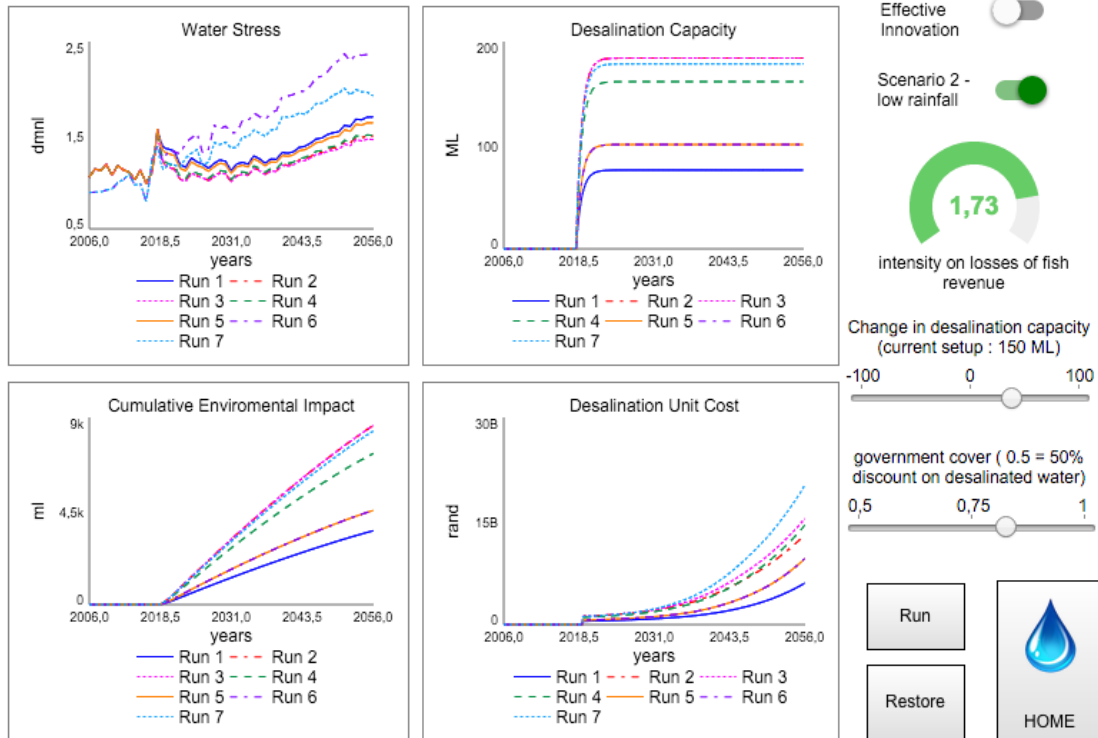 Water Stress
2,5
1,5
0,5
dmnl
2006,0 2018,5 2031,0 2043,5 2056,0
years
Run 1 Run 2
Run 3 Run 4
Run 5 Run 6
Run 7
Desalination Capacity
200
100
0
ML
2006,0 2018,5 2031,0 2043,5 2056,0
years
Run 1 Run 2 Run 3
Run 4 Run 5 Run 6
Run 7
Effective
Innovation
Scenario 2 -
low rainfall
1,73
intensity on losses of fish
revenue
Change in desalination capacity
(current setup : 150 ML)
-100 0 100
government cover ( 0.5 = 50%
discount on desalinated water)
0,5 0,75 1
Cumulative Enviromental Impact
9k
4,5k
0
ml
2006,0 2018,5 2031,0 2043,5 2056,0
years
Run 1 Run 2
Run 3 Run 4
Run 5 Run 6
Run 7
Desalination Unit Cost
30B
15B
0
rand
2006,0 2018,5 2031,0 2043,5 2056,0
years
Run 1 Run 2 Run 3
Run 4 Run 5 Run 6
Run 7
Run
Restore
HOME